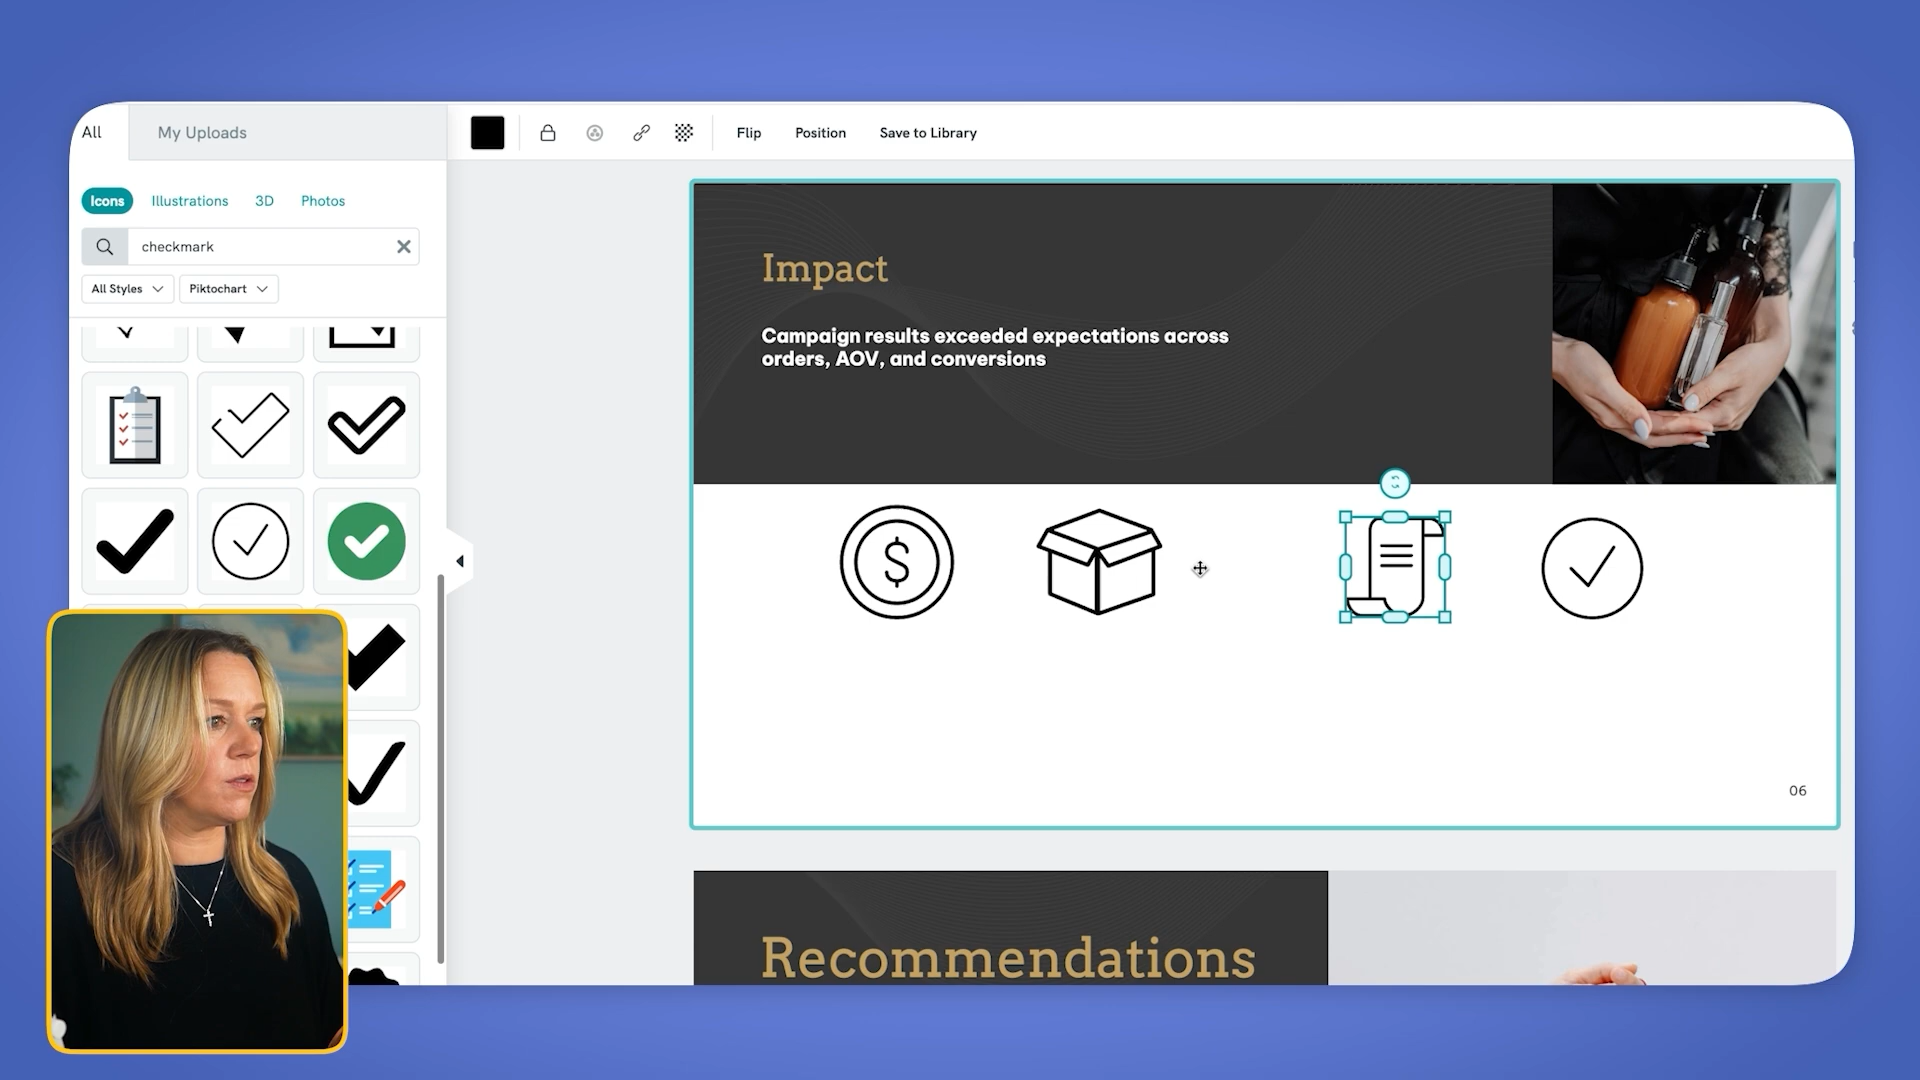 All
My Uploads
Flip
Position
Save to Library
Icons
Illustrations
3D
Photos
checkmark
All Styles
Piktochart
Impact
Campaign results exceeded expectations across
orders, AOV, and conversions
$
06
Recommendations